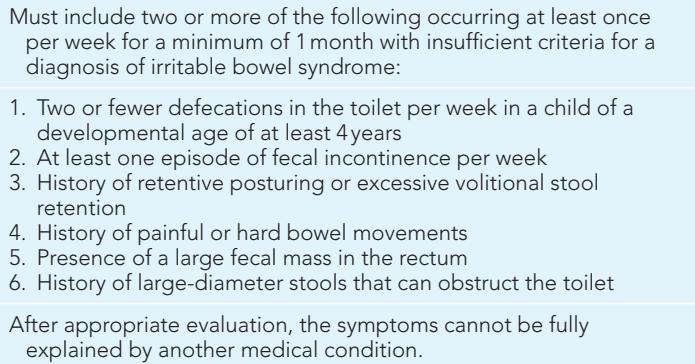 Must include two or more of the following occurring at least once
per week for a minimum of 1 month with insufficient criteria for a
diagnosis of irritable bowel syndrome:
1. Two or fewer defecations in the toilet per week in a child of a
developmental age of at least 4 years
2. At least one episode of fecal incontinence per week
3. History of retentive posturing or excessive volitional stool
retention
4. History of painful or hard bowel movements
5. Presence of a large fecal mass in the rectum
6. History of large-diameter stools that can obstruct the toilet
After appropriate evaluation, the symptoms cannot be fully
explained by another medical condition.